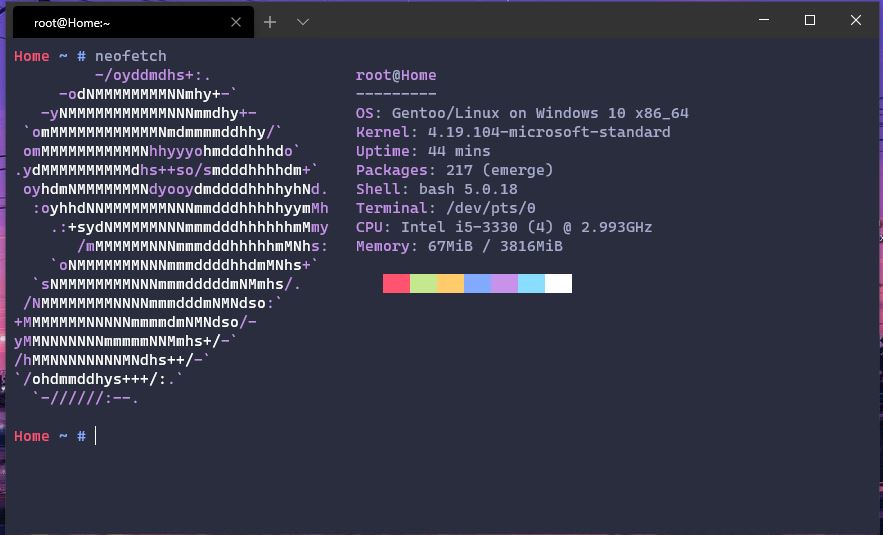 root@Home:~
Home ~ # neofetch
-/oyddmdhs+:.
-odNMMMMMMMMNNmhy+-`
-yNMMMMMMMMMMMNNNmmdhy+-
`omMMMMMMMMMMMMNmdmmmmddhhy/`
omMMMMMMMMMMMNhhyyyohmdddhhhdo`
.ydMMMMMMMMMMdhs++so/smdddhhhhdm+`
oyhdmNMMMMMMMNdyooydmddddhhhhyhNd.
:oyhhdNNMMMMMMMNNNmmdddhhhhhyymMh
.:+sydNMMMMMNNNmmmdddhhhhhhmMmy
/mMMMMMMNNNmmmdddhhhhhmMNhs:
`oNMMMMMMMNNNmmmddddhhdmMNhs+`
`sNMMMMMMMMNNNmmmdddddmNMmhs/.
/NMMMMMMMMNNNNmmmdddmNMNdso:`
+MMMMMMMNNNNNmmmmdmNMNdso/-
yMMNNNNNNNmmmmmNNMmhs+/-`
/hMMNNNNNNNNMNdhs++/-`
`/ohdmmddhys+++/:.`
`-//////:--.
root@Home
---------
OS: Gentoo/Linux on Windows 10 x86_64
Kernel: 4.19.104-microsoft-standard
Uptime: 44 mins
Packages: 217 (emerge)
Shell: bash 5.0.18
Terminal: /dev/pts/0
CPU: Intel i5-3330 (4) @ 2.993GHz
Memory: 67MiB / 3816MiB
Home ~ #